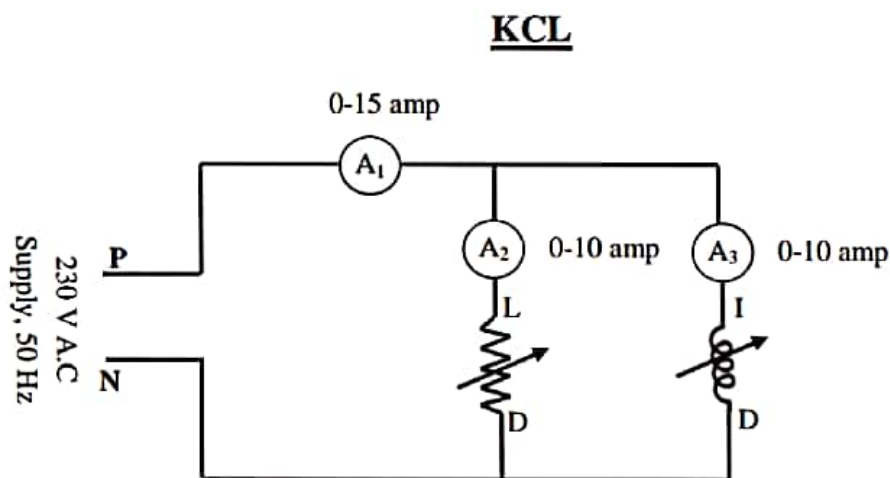 KCL
0-15 amp
A₁
A₂
0-10 amp
A₃
0-10 amp
P
230 V A.C
Supply, 50 Hz
N
L
I
D
D